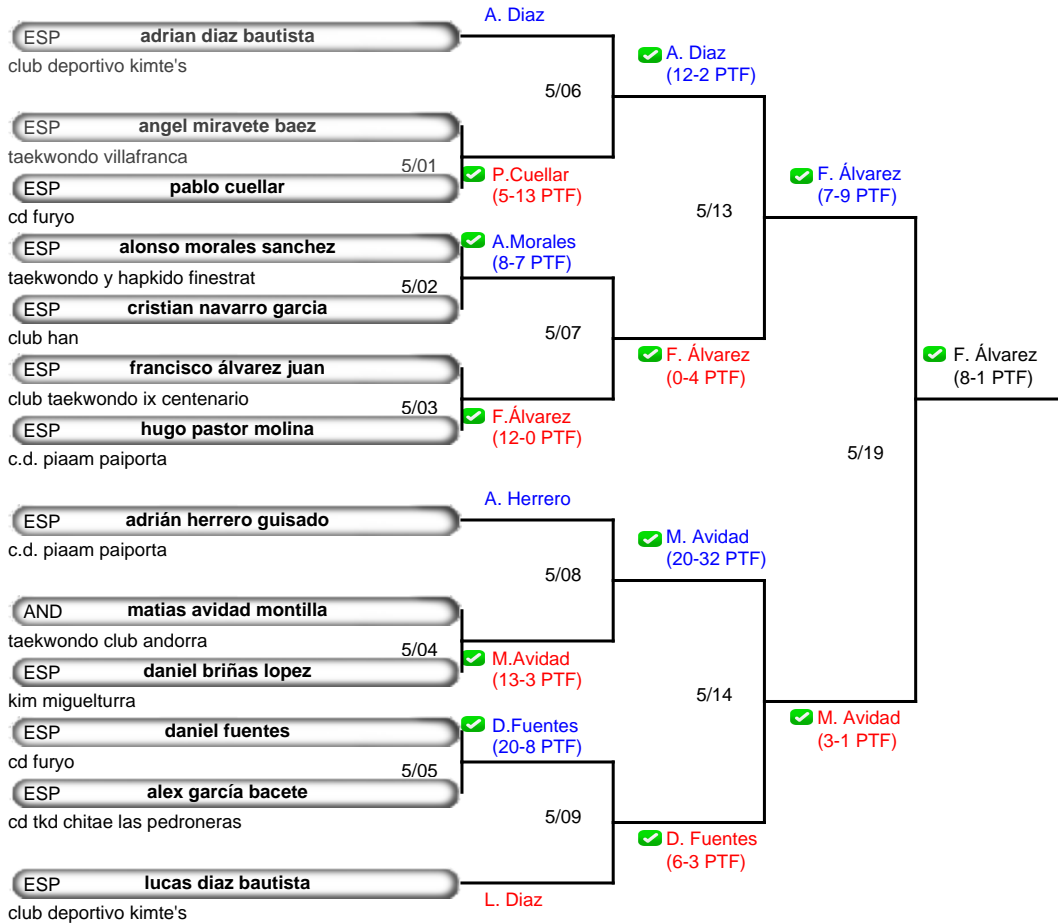 A. Diaz
ESP adrian diaz bautista
club deportivo kimte's
A. Diaz
(12-2 PTF)
5/06
ESP angel miravete baez
taekwondo villafranca
5/01
ESP pablo cuellar
cd furyo
P.Cuellar
(5-13 PTF)
F. Álvarez
(7-9 PTF)
5/13
ESP alonso morales sanchez
taekwondo y hapkido finestrat
5/02
A.Morales
(8-7 PTF)
ESP cristian navarro garcia
club han
5/07
F. Álvarez
(0-4 PTF)
F. Álvarez
(8-1 PTF)
ESP francisco álvarez juan
club taekwondo ix centenario
5/03
ESP hugo pastor molina
c.d. piaam paiporta
F.Álvarez
(12-0 PTF)
5/19
A. Herrero
ESP adrián herrero guisado
c.d. piaam paiporta
M. Avidad
(20-32 PTF)
5/08
AND matias avidad montilla
taekwondo club andorra
5/04
ESP daniel briñas lopez
kim miguelturra
M.Avidad
(13-3 PTF)
5/14
M. Avidad
(3-1 PTF)
ESP daniel fuentes
cd furyo
D.Fuentes
(20-8 PTF)
5/05
ESP alex garcía bacete
cd tkd chitae las pedroneras
5/09
D. Fuentes
(6-3 PTF)
ESP lucas diaz bautista
club deportivo kimte's
L. Diaz